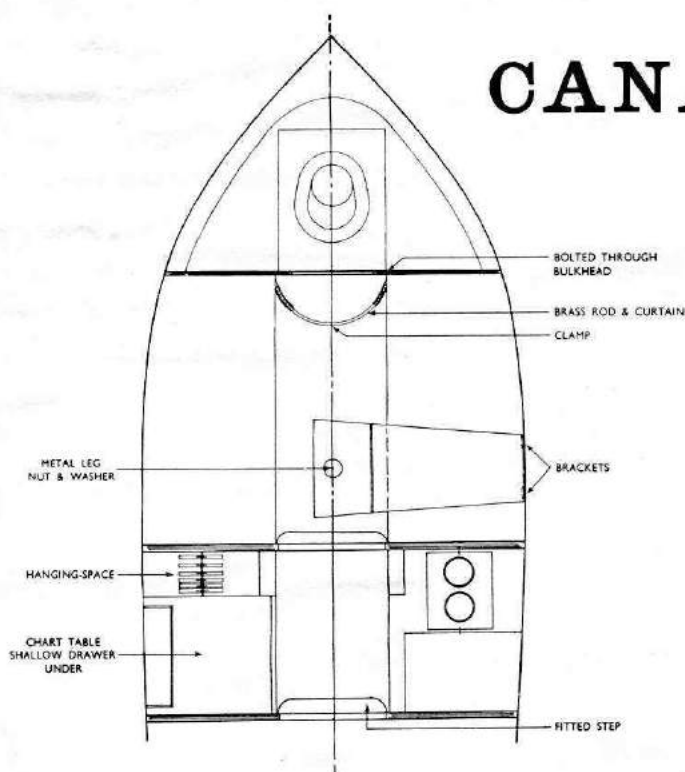 CANA
BOLTED THROUGH
BULKHEAD
BRASS ROD & CURTAIN
CLAMP
METAL LEG
NUT & WASHER
BRACKETS
HANGING-SPACE
CHART TABLE
SHALLOW DRAWER
UNDER
FITTED STEP